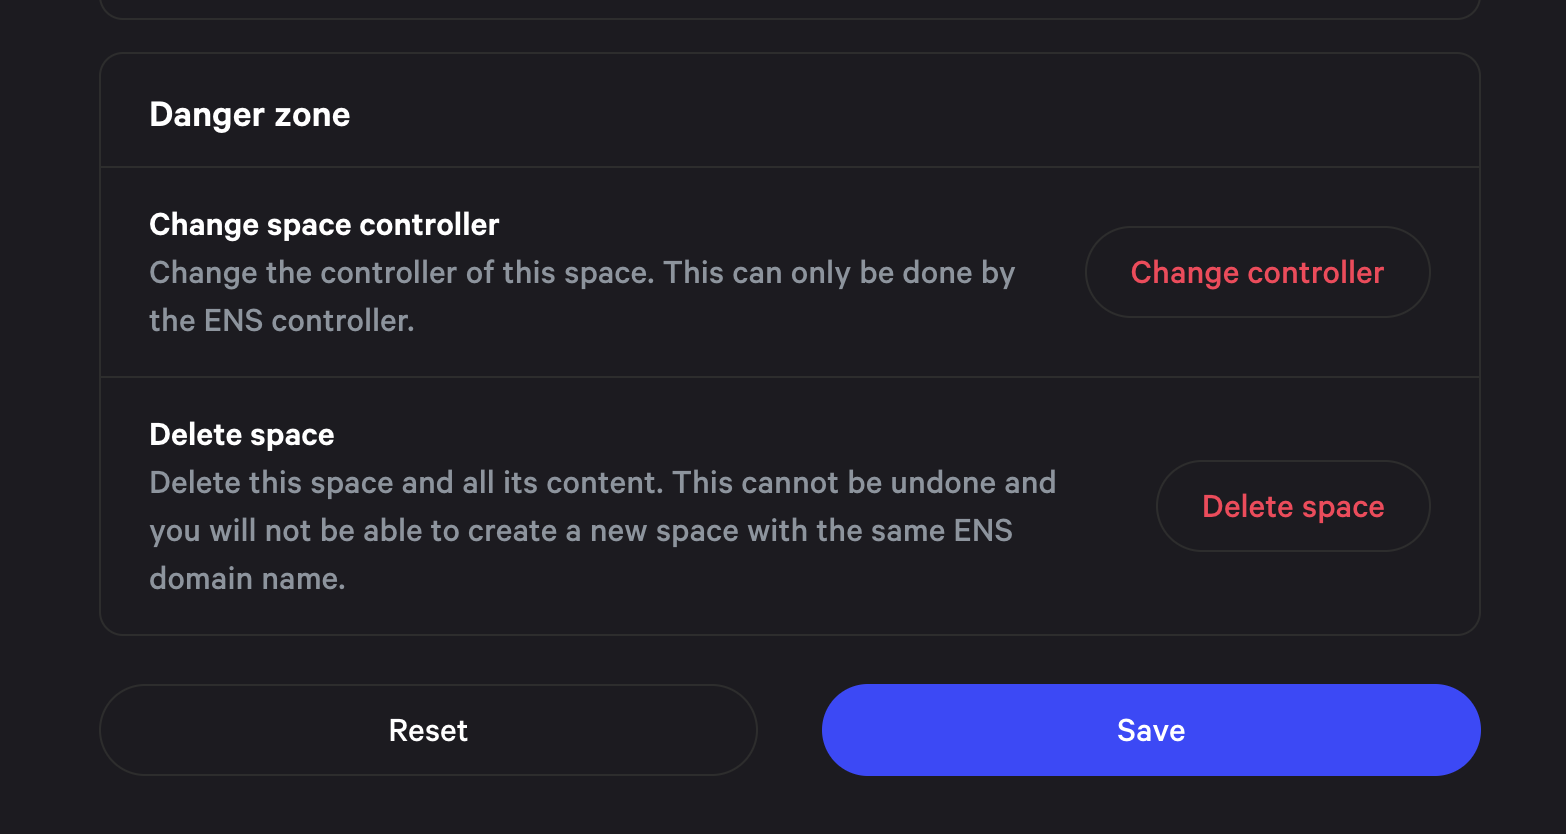 Danger zone
Change space controller
Change the controller of this space. This can only be done by
the ENS controller.
Change controller
Delete space
Delete this space and all its content. This cannot be undone and
you will not be able to create a new space with the same ENS
domain name.
Delete space
Reset
Save